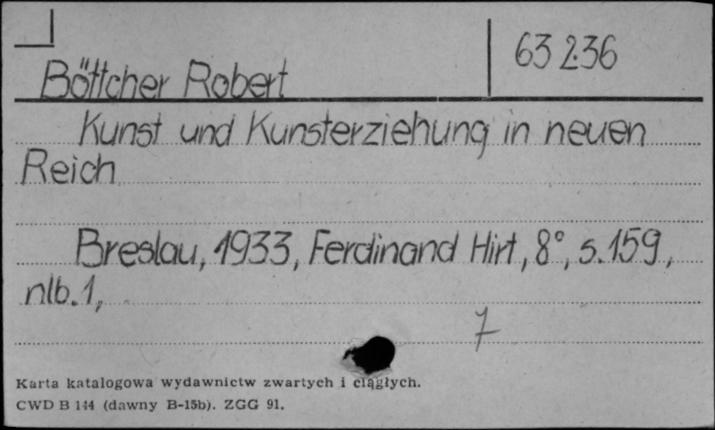 63 236
Böttcher Robert
Kunst und Kunsterziehung in neuen
Reich
Breslau, 1933, Ferdinand Hirt, 8°, s. 159,
nlb. 1,
7
Karta katalogowa wydawnictw zwartych i ciągłych.
CWD B 144 (dawny B-15b). ZGG 91.